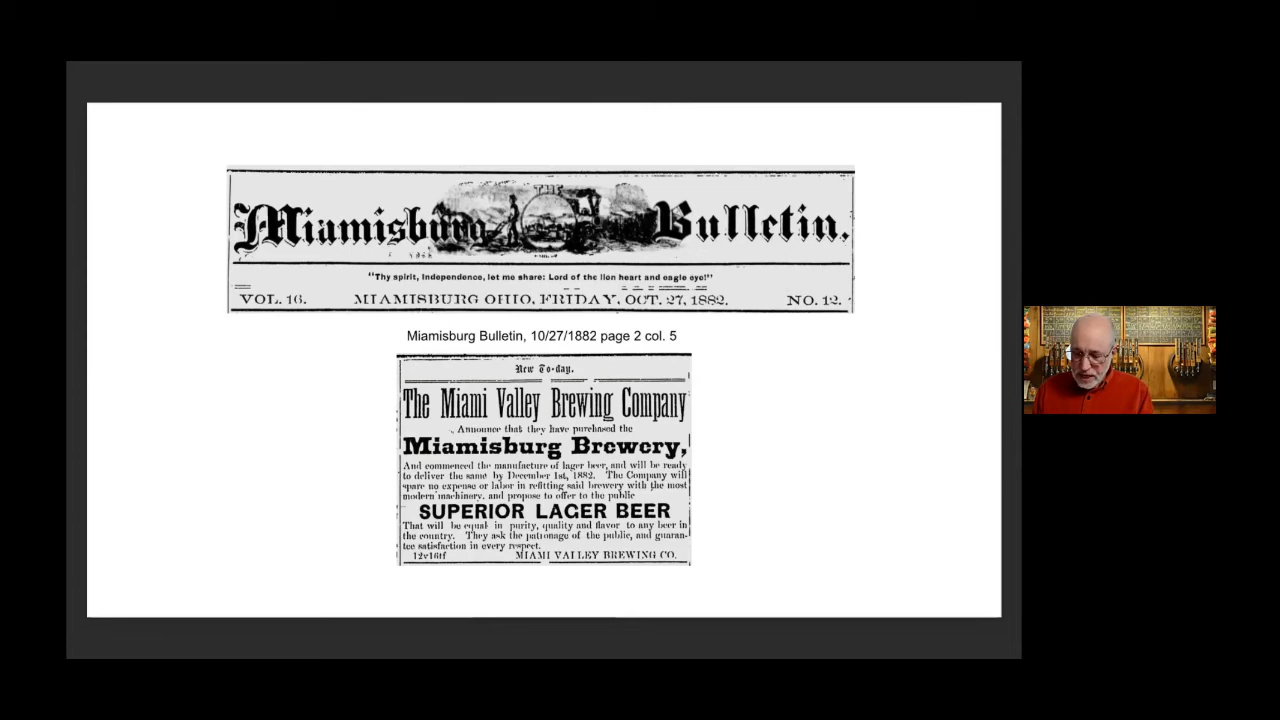 THE
Miamisburg Bulletin.
"Thy spirit, Independence, let me share: Lord of the lion heart and eagle eye!"
VOL. 16. MIAMISBURG OHIO, FRIDAY, OCT. 27, 1882. NO. 12.
Miamisburg Bulletin, 10/27/1882 page 2 col. 5
New To-day.
The Miami Valley Brewing Company
Announce that they have purchased the
Miamisburg Brewery,
And commenced the manufacture of lager beer, and will be ready
to deliver the same by December 1st, 1882. The Company will
spare no expense or labor in refitting said brewery with the most
modern machinery, and propose to offer to the public
SUPERIOR LAGER BEER
That will be equal in purity, quality and flavor to any beer in
the country. They ask the patronage of the public, and guaran-
tee satisfaction in every respect.
12v16tf MIAMI VALLEY BREWING CO.